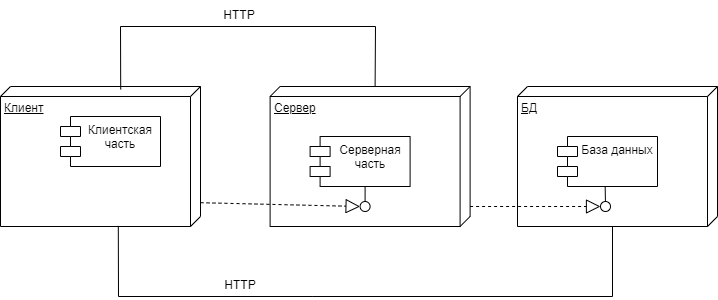 HTTP
Клиент
Сервер
БД
Клиентская
часть
Серверная
часть
База данных
HTTP